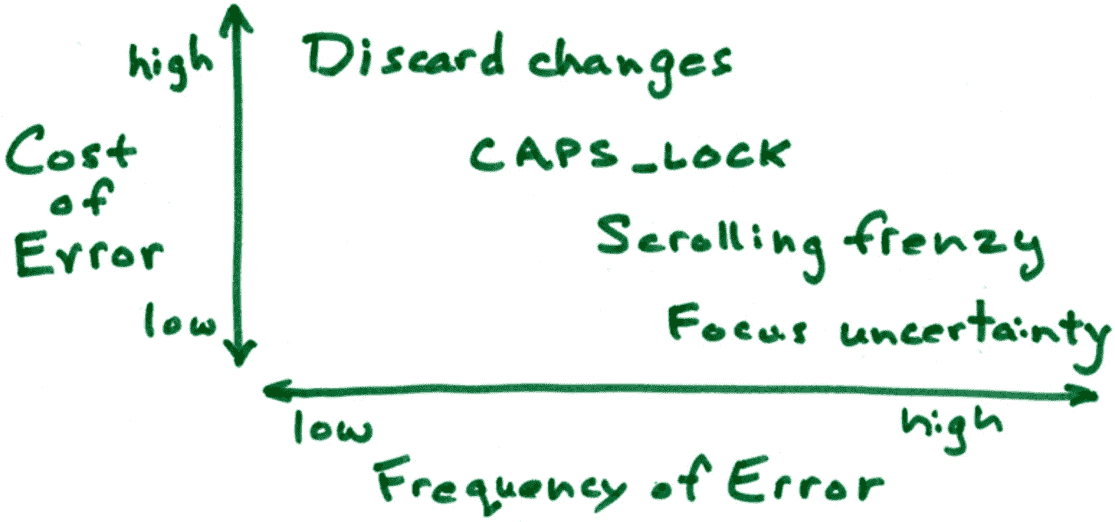 high
Discard changes
Cost
of
Error
CAPS_LOCK
Scrolling frenzy
low
Focus uncertainty
low
high
Frequency of Error